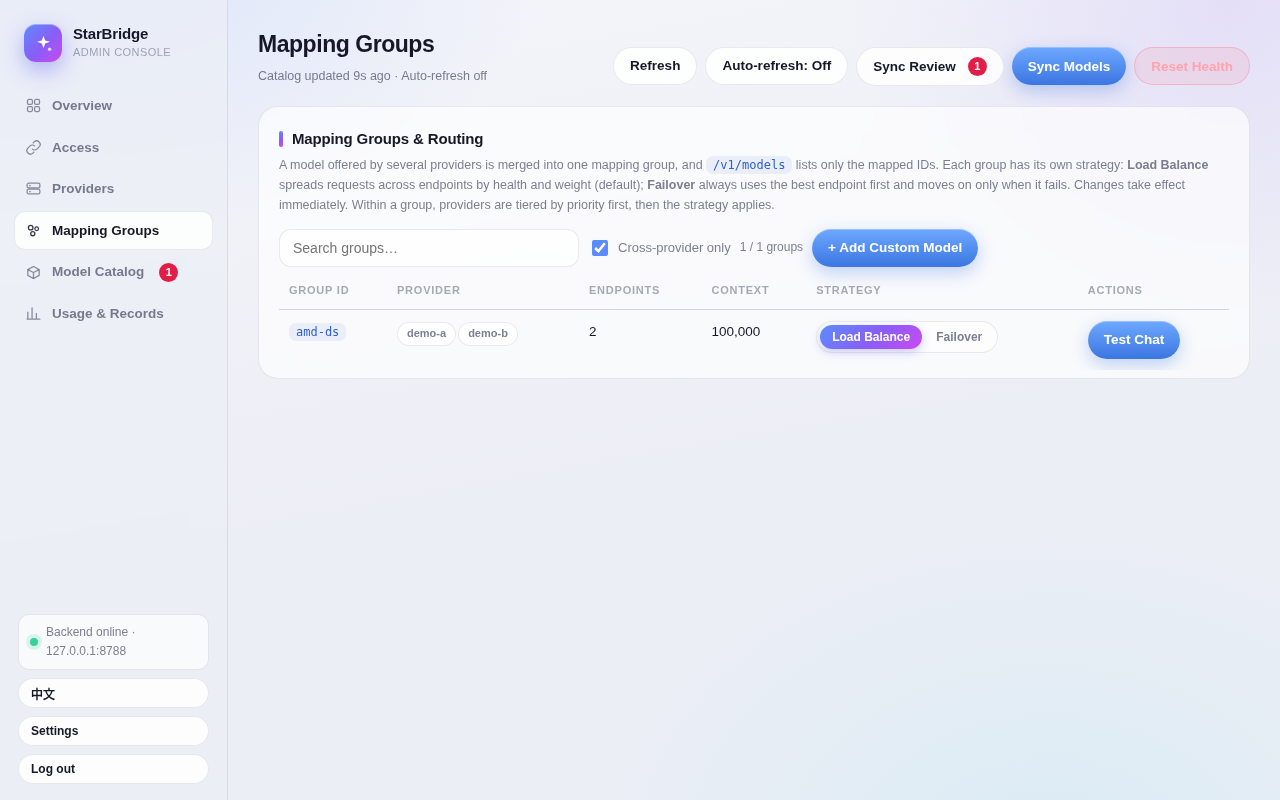 StarBridge
ADMIN CONSOLE
Overview
Access
Providers
Mapping Groups
Model Catalog 1
Usage & Records
Backend online ·
127.0.0.1:8788
中文
Settings
Log out
Mapping Groups
Catalog updated 9s ago · Auto-refresh off
Refresh
Auto-refresh: Off
Sync Review 1
Sync Models
Reset Health
Mapping Groups & Routing
A model offered by several providers is merged into one mapping group, and /v1/models lists only the mapped IDs. Each group has its own strategy: Load Balance
spreads requests across endpoints by health and weight (default); Failover always uses the best endpoint first and moves on only when it fails. Changes take effect
immediately. Within a group, providers are tiered by priority first, then the strategy applies.
Search groups…
Cross-provider only
1 / 1 groups
+ Add Custom Model
GROUP ID PROVIDER ENDPOINTS CONTEXT STRATEGY ACTIONS
amd-ds demo-a demo-b 2 100,000 Load Balance Failover Test Chat